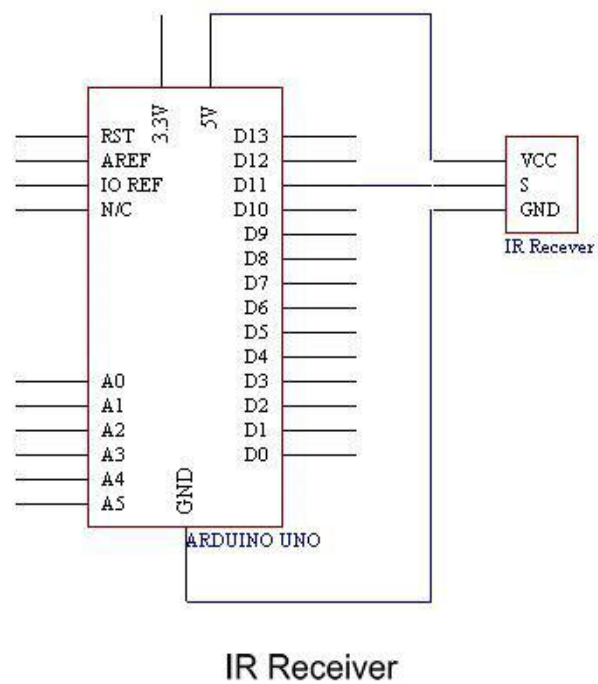 3.3V
5V
RST
AREF
IO REF
N/C
A0
A1
A2
A3
A4
A5
D13
D12
D11
D10
D9
D8
D7
D6
D5
D4
D3
D2
D1
D0
GND
ARDUINO UNO
VCC
S
GND
IR Recever
IR Receiver